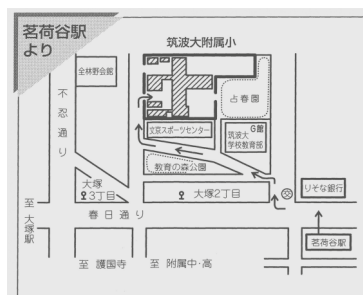 茗荷谷駅
より
筑波大附属小
全林野会館
占春園
不忍通り
文京スポーツセンター
G館
筑波大
学校教育部
教育の森公園
大塚
3丁目
大塚2丁目
りそな銀行
春日通り
至大塚駅
茗荷谷駅
至 護国寺
至 附属中・高